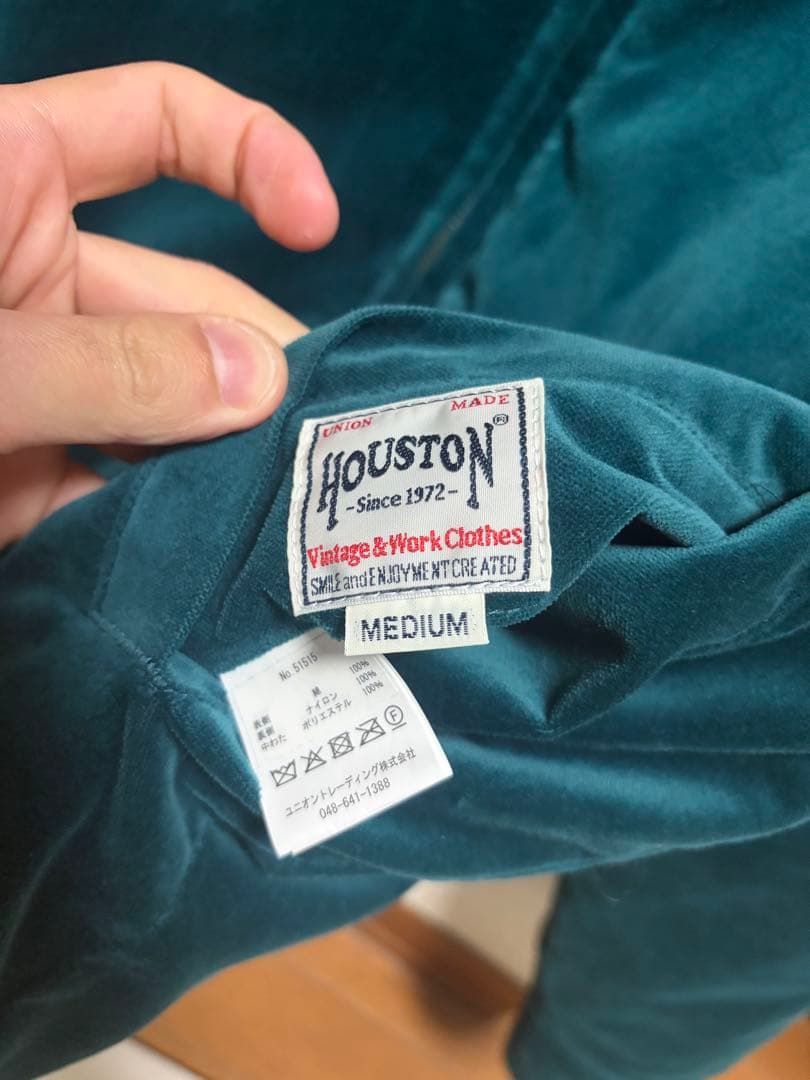 UNION MADE
HOUSTON®
-Since 1972-
Vintage&Work Clothes
SMILE and ENJOYMENT CREATED
MEDIUM
No. 51515
表側 綿 100%
裏側 ナイロン 100%
中わた ポリエステル 100%
F
ユニオントレーディング株式会社
048-641-1388